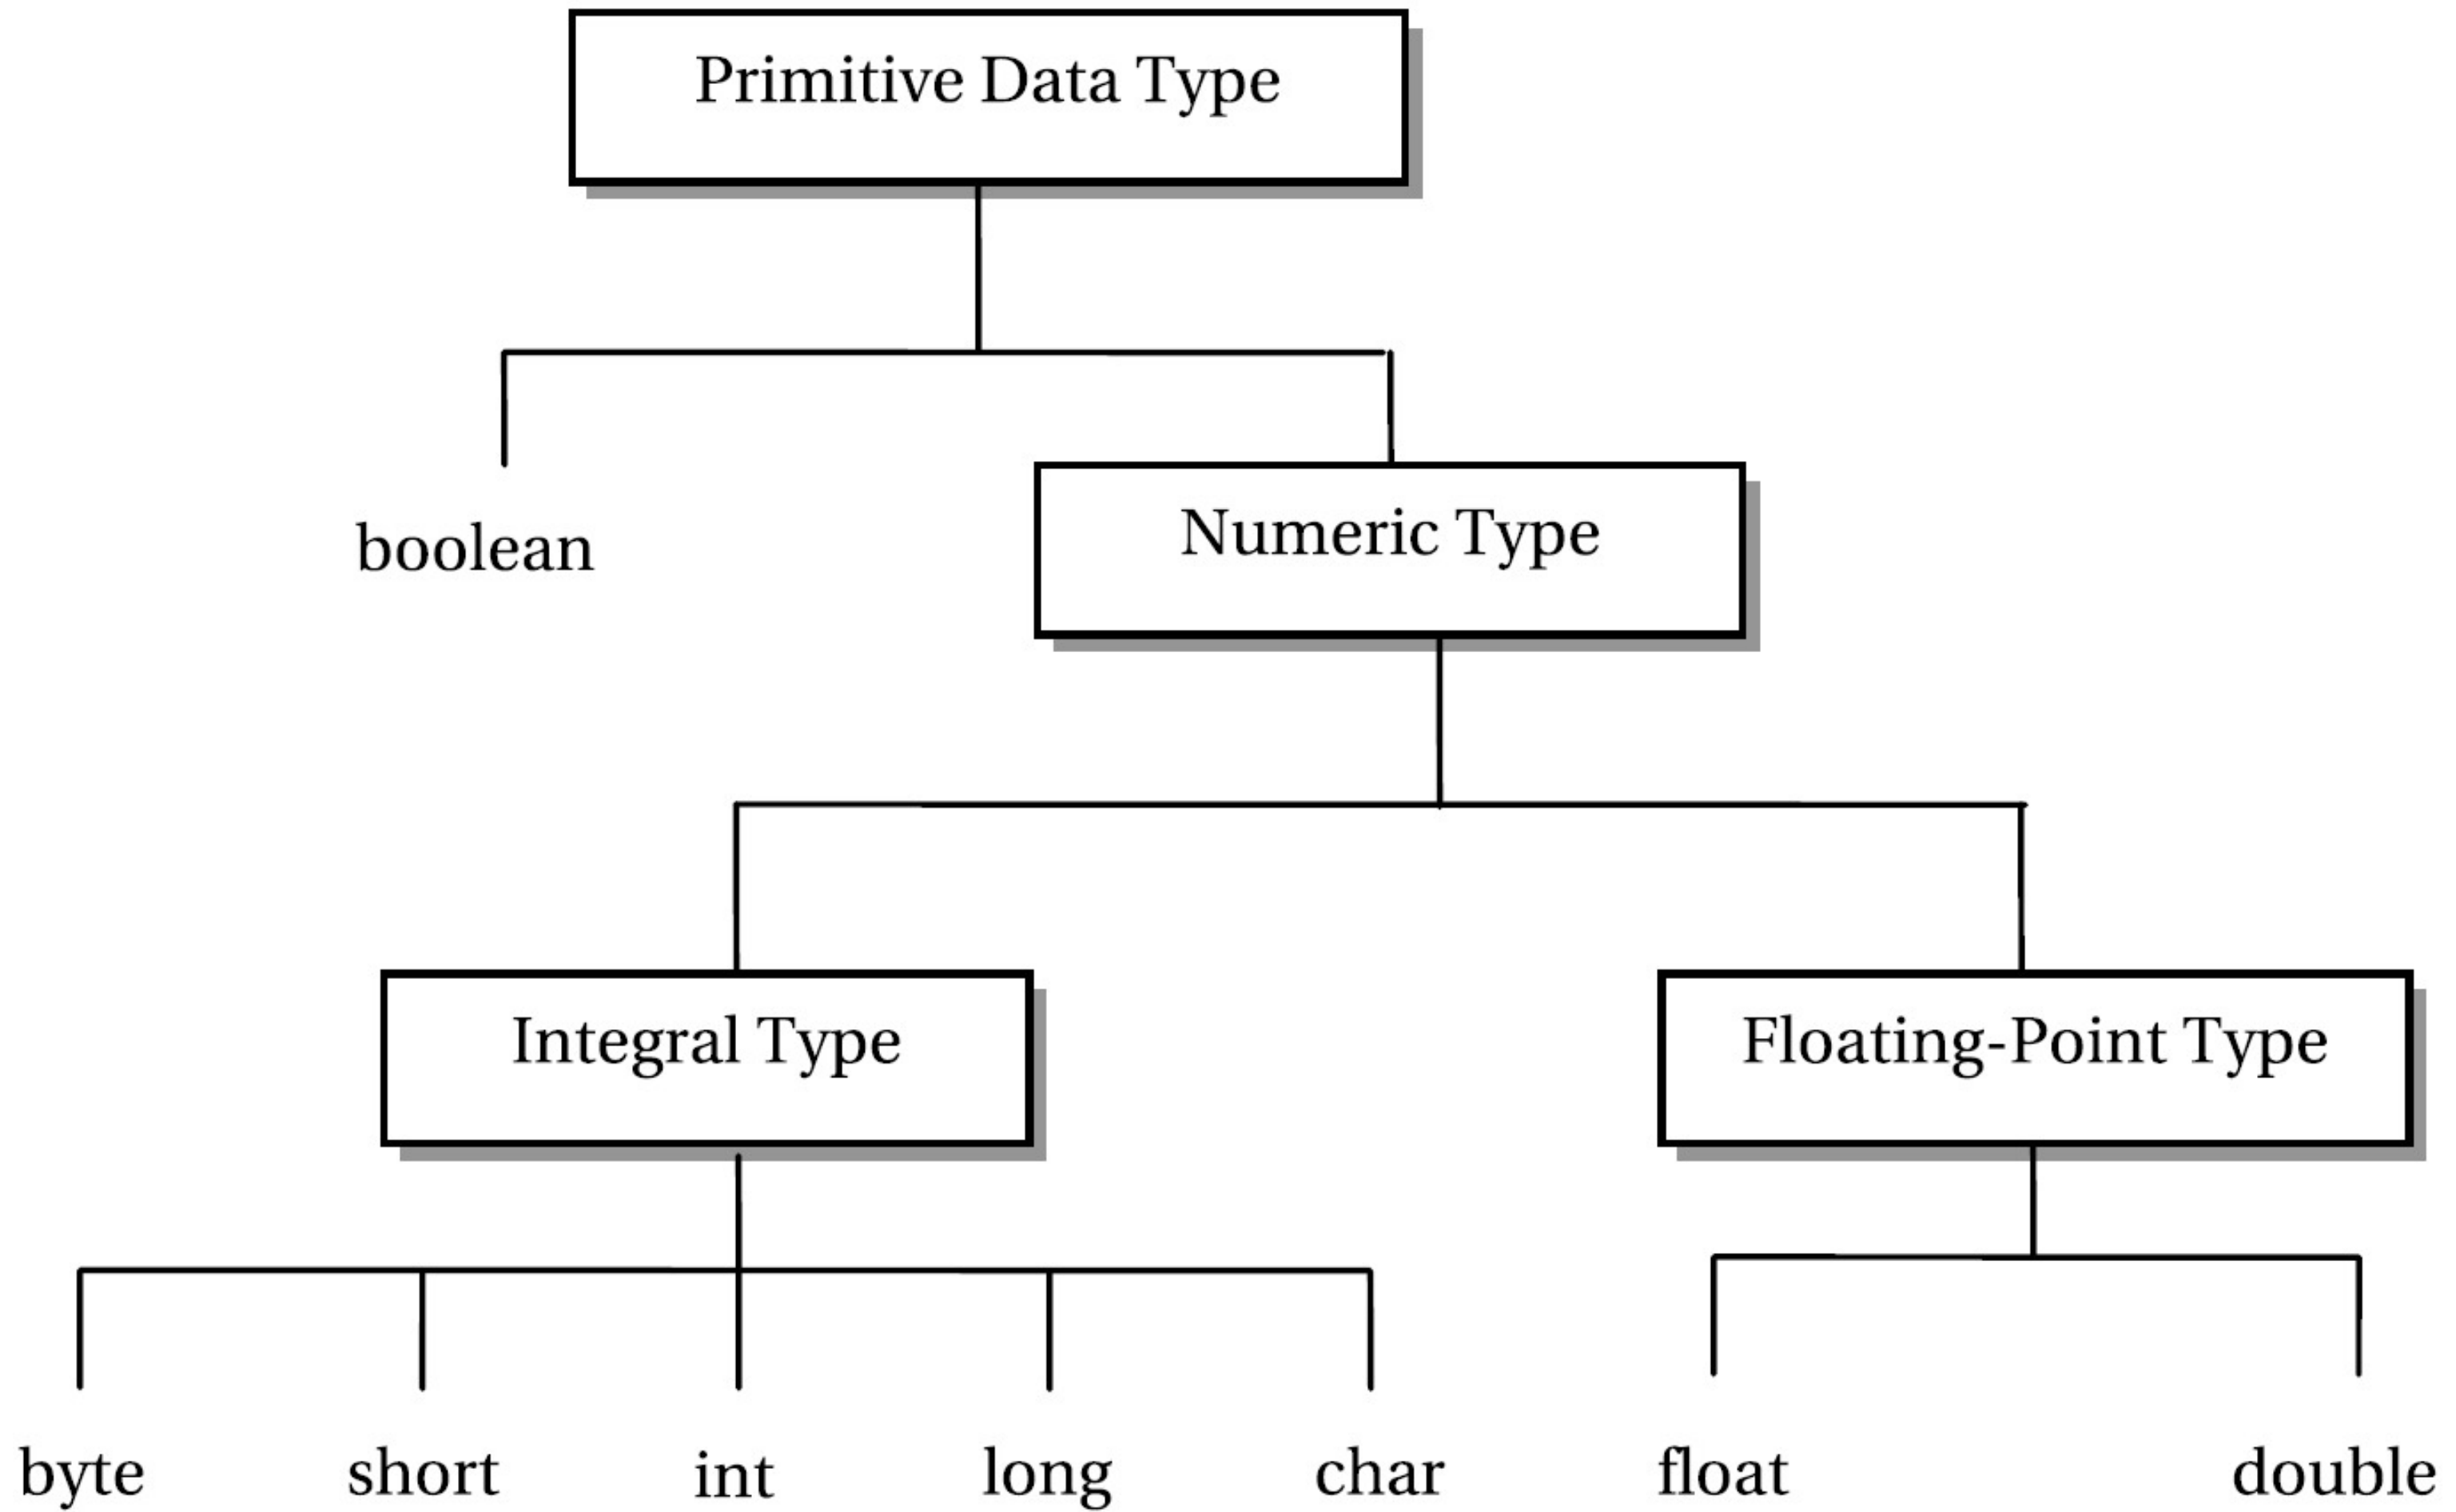 Primitive Data Type
boolean
Numeric Type
Integral Type
Floating-Point Type
byte
short
int
long
char
float
double